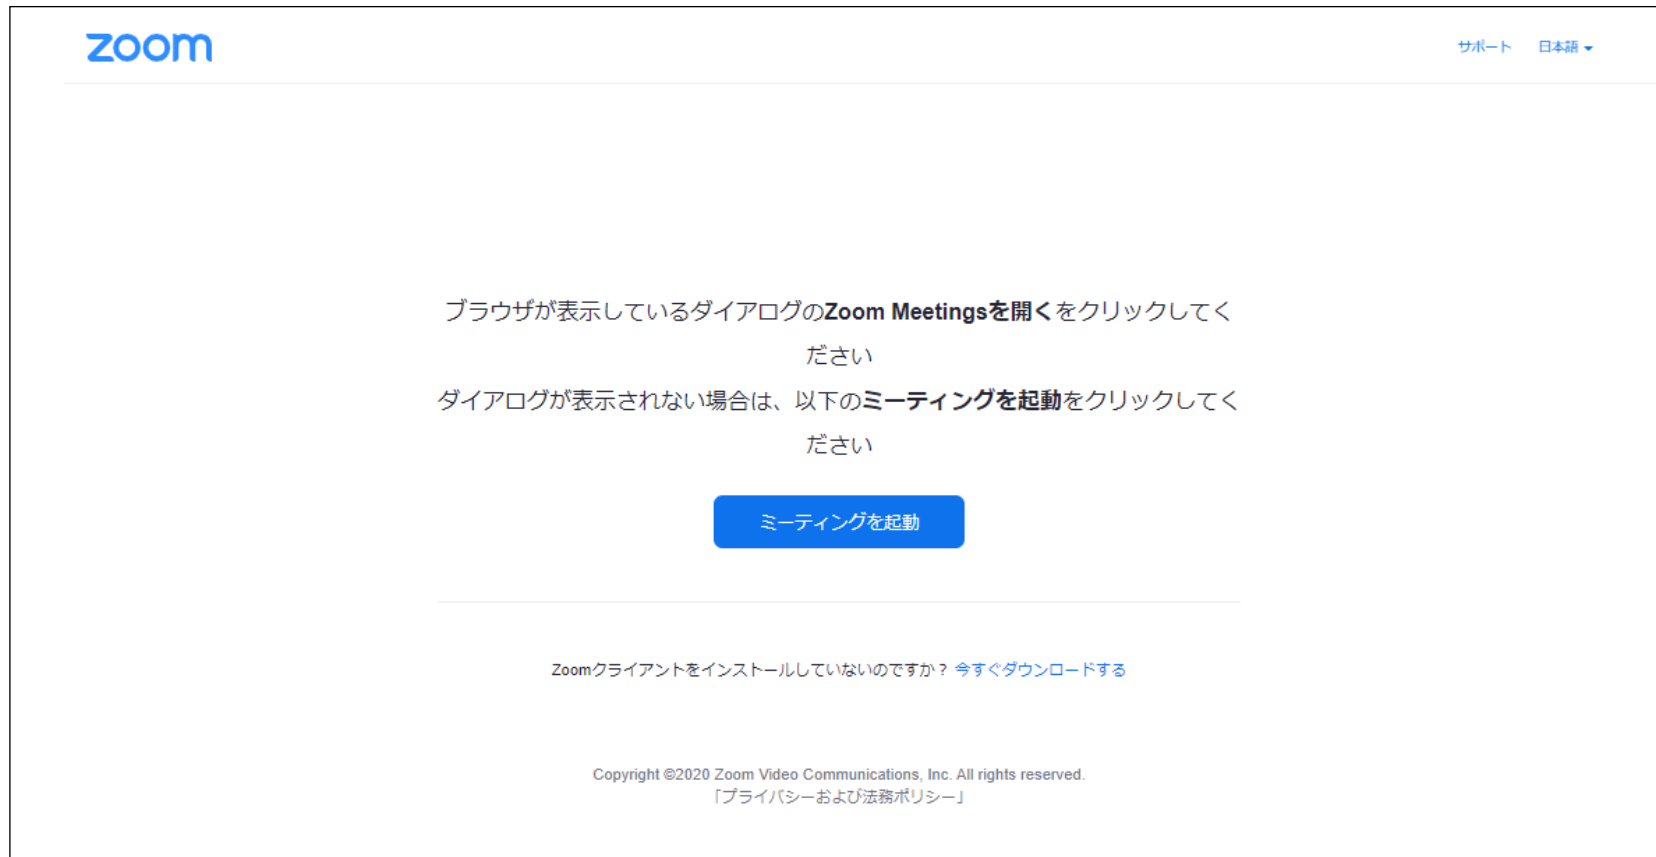 zoom
サポート 日本語
ブラウザが表示しているダイアログのZoom Meetingsを開くをクリックしてく
ださい
ダイアログが表示されない場合は、以下のミーティングを起動をクリックしてく
ださい
ミーティングを起動
Zoomクライアントをインストールしていないのですか？ 今すぐダウンロードする
Copyright ©2020 Zoom Video Communications, Inc. All rights reserved.
「プライバシーおよび法務ポリシー」